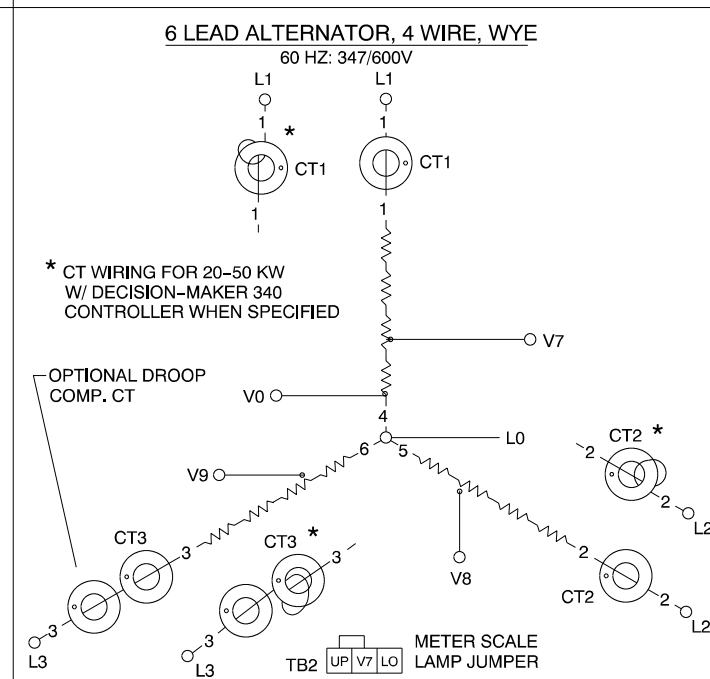 6 LEAD ALTERNATOR, 4 WIRE, WYE
60 HZ: 347/600V
L1 L1
1 * 1
CT1 CT1
1 1
* CT WIRING FOR 20-50 KW
W/ DECISION-MAKER 340
CONTROLLER WHEN SPECIFIED
V7
OPTIONAL DROOP
COMP. CT
V0
4
L0
CT2 *
6 5 2
V9
2
L2
CT3 CT3 * V8
3 3 2
CT2
2
L2
3 3
L3 L3
TB2 UP V7 LO
METER SCALE
LAMP JUMPER